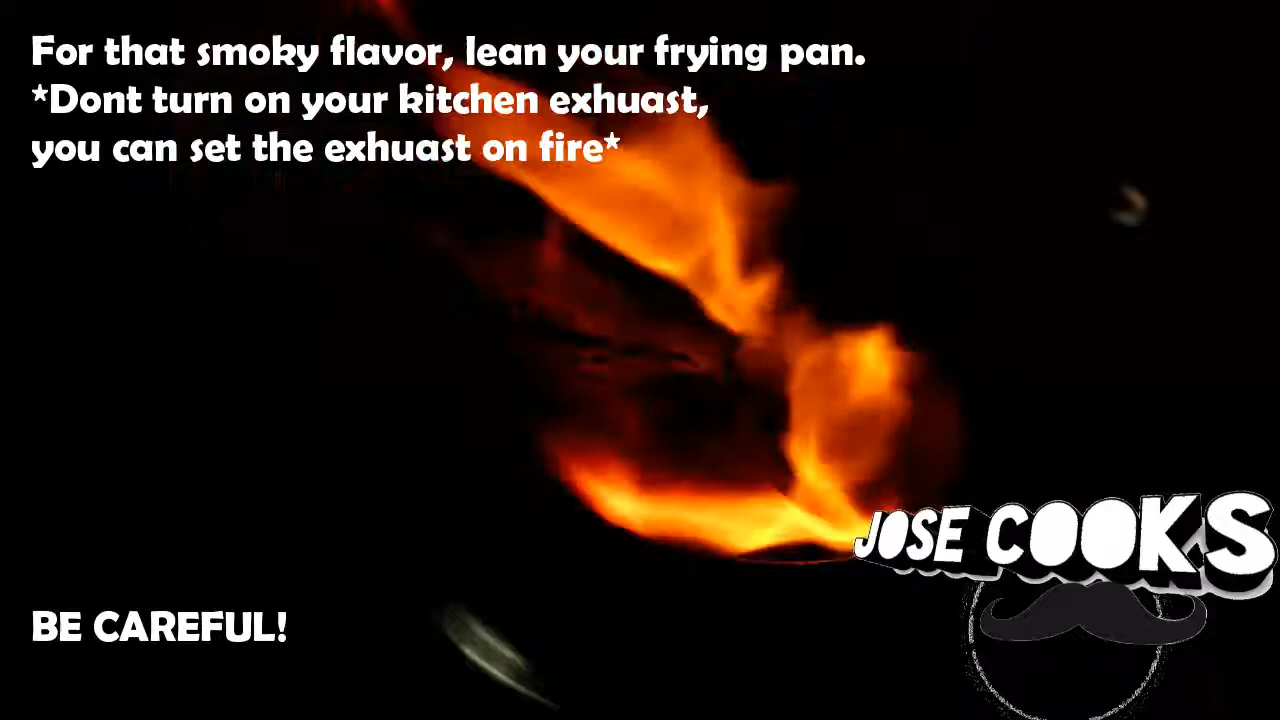 For that smoky flavor, lean your frying pan.
*Dont turn on your kitchen exhuast,
you can set the exhuast on fire*
JOSE COOKS
BE CAREFUL!